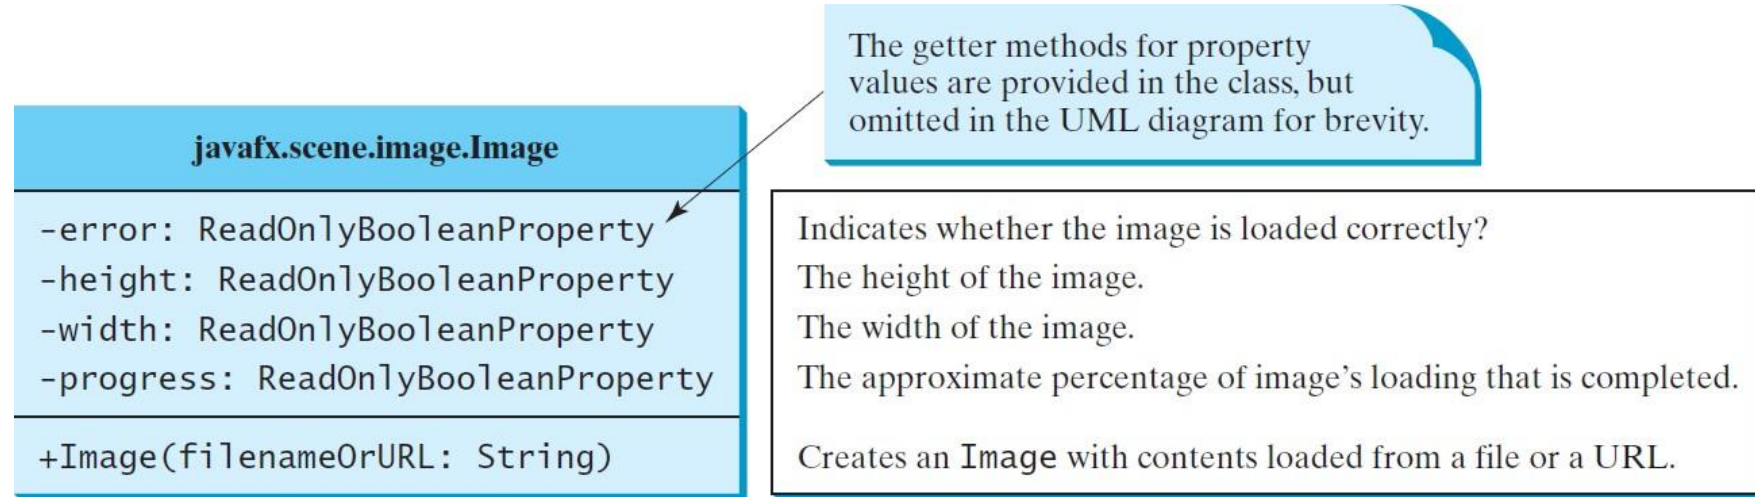 The getter methods for property
values are provided in the class, but
omitted in the UML diagram for brevity.
javafx.scene.image.Image
-error: ReadOnlyBooleanProperty
-height: ReadOnlyBooleanProperty
-width: ReadOnlyBooleanProperty
-progress: ReadOnlyBooleanProperty
+Image(filenameOrURL: String)
Indicates whether the image is loaded correctly?
The height of the image.
The width of the image.
The approximate percentage of image's loading that is completed.
Creates an Image with contents loaded from a file or a URL.